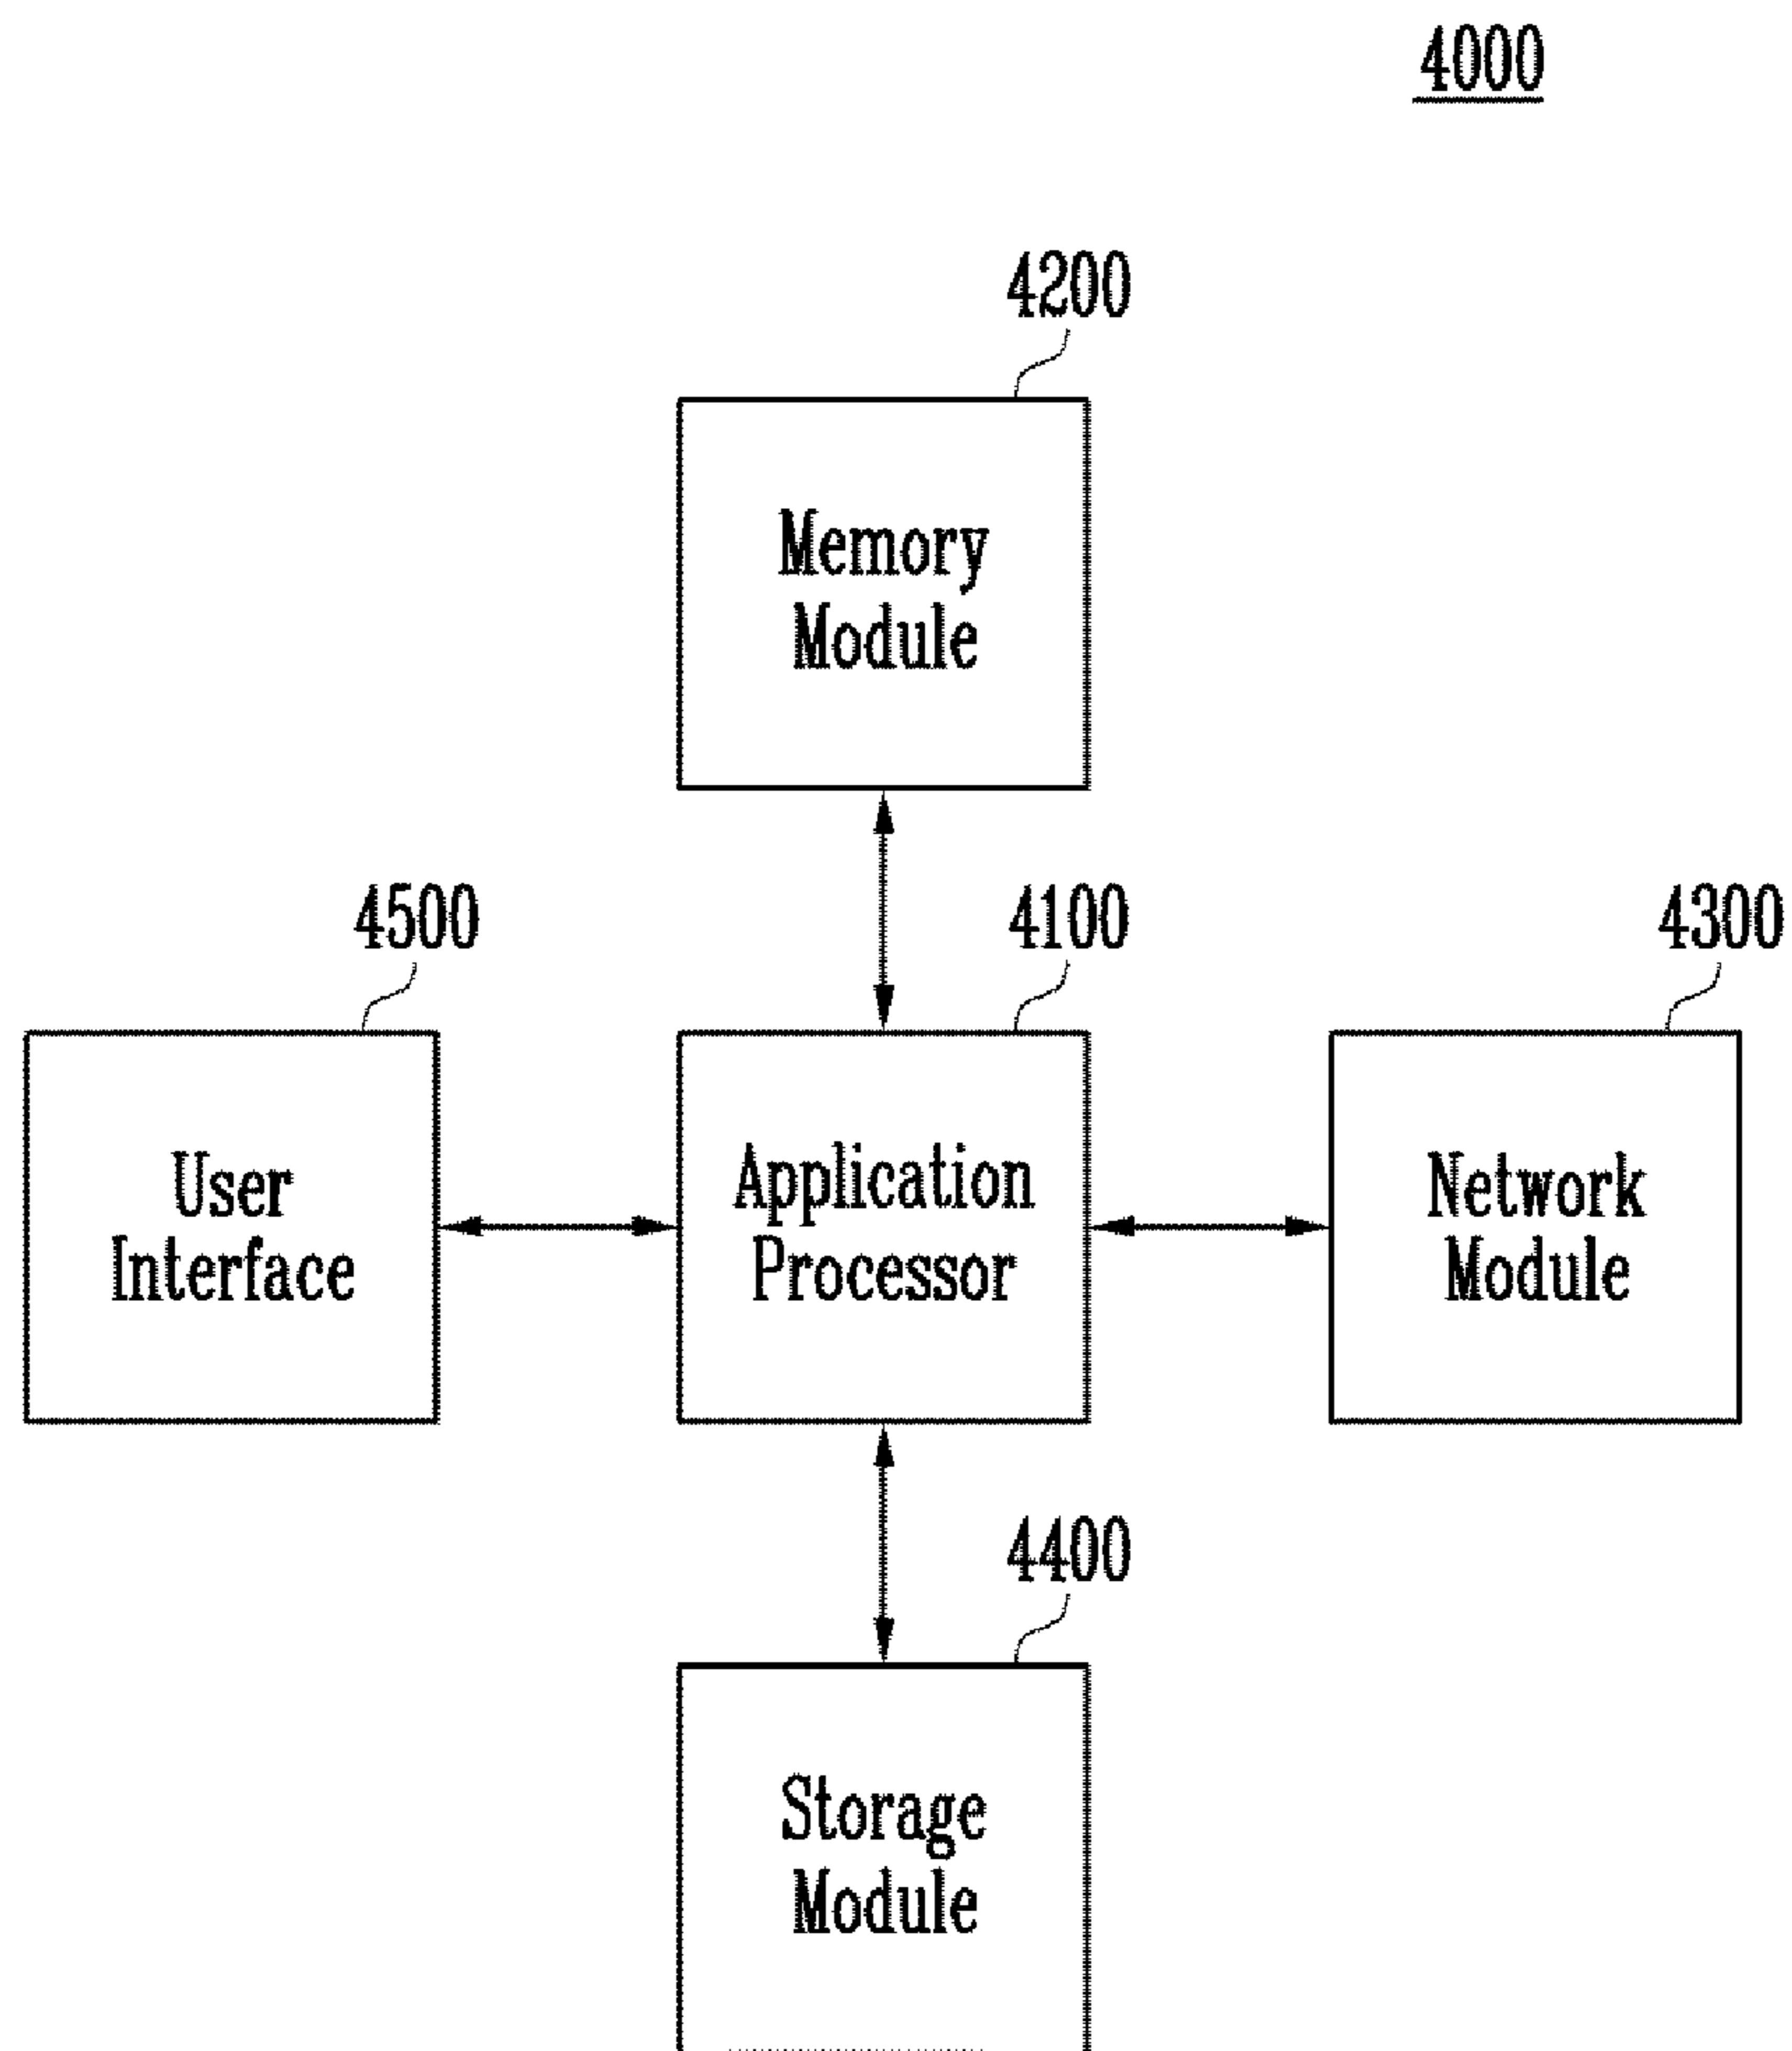 4000
4200
Memory
Module
4500
4100
4300
User
Interface
Application
Processor
Network
Module
4400
Storage
Module